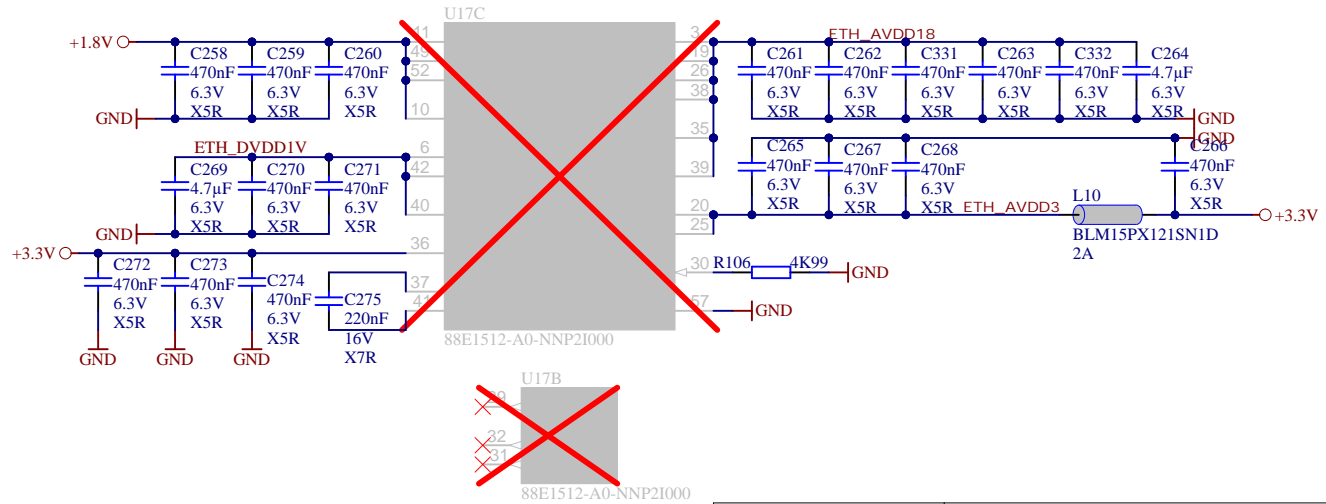 U17C
+1.8V
C258
470nF
6.3V
X5R
C259
470nF
6.3V
X5R
C260
470nF
6.3V
X5R
GND
11
49
52
10
ETH_DVDD1V
C269
4.7µF
6.3V
X5R
C270
470nF
6.3V
X5R
C271
470nF
6.3V
X5R
GND
6
42
40
+3.3V
36
C272
470nF
6.3V
X5R
GND
C273
470nF
6.3V
X5R
GND
C274
470nF
6.3V
X5R
GND
C275
220nF
16V
X7R
37
41
88E1512-A0-NNP2I000
3
19
26
38
35
39
ETH_AVDD18
C261
470nF
6.3V
X5R
C262
470nF
6.3V
X5R
C331
470nF
6.3V
X5R
C263
470nF
6.3V
X5R
C332
470nF
6.3V
X5R
C264
4.7µF
6.3V
X5R
GND
GND
C265
470nF
6.3V
X5R
C267
470nF
6.3V
X5R
C268
470nF
6.3V
X5R
C266
470nF
6.3V
X5R
20
25
ETH_AVDD3
L10
BLM15PX121SN1D
2A
+3.3V
30
R106
4K99
GND
57
GND
U17B
32
31
88E1512-A0-NNP2I000